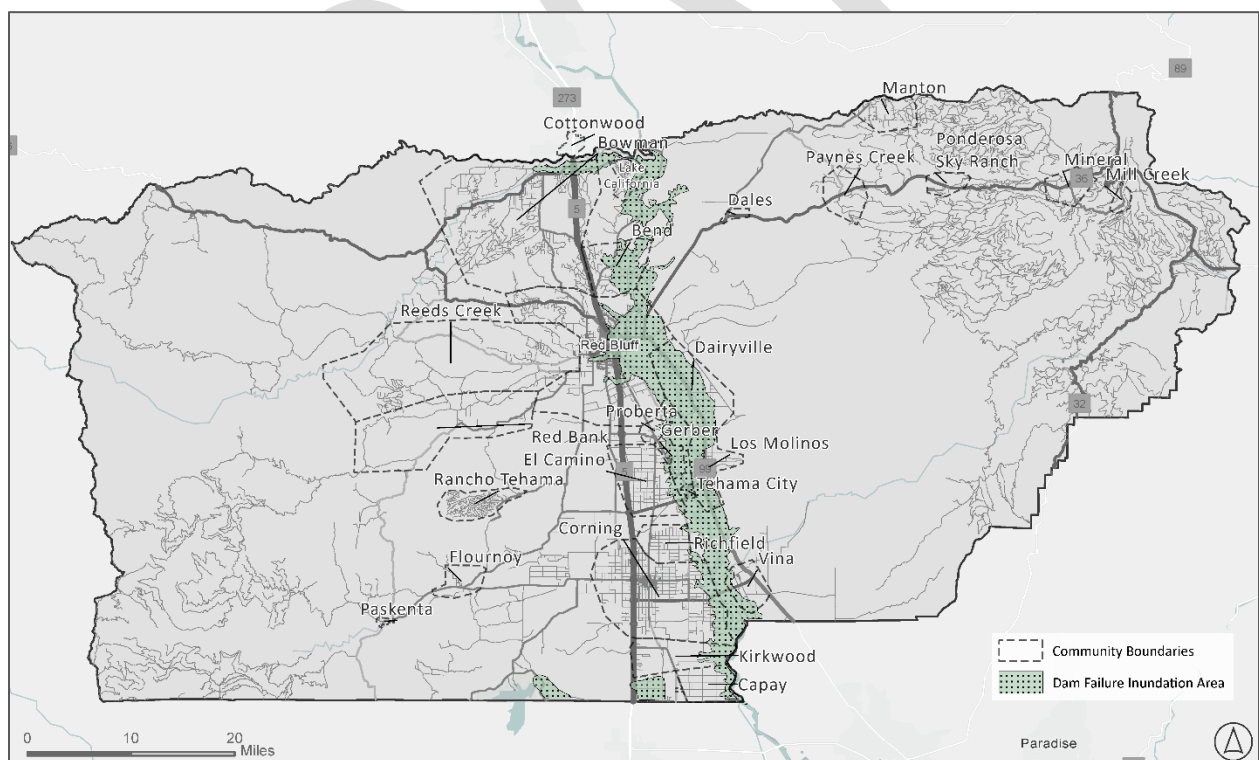 89
273
Manton
Cottonwood
Bowman
Ponderosa
Sky Ranch
Paynes Creek
Mineral
Lake
California
36
Mill Creek
Dales
5
Bend
Reeds Creek
Red Bluff
Dairyville
32
Proberta
Gerber
Red Bank
Los Molinos
El Camino
5
99
Rancho Tehama
Tehama City
Corning
Richfield
Flournoy
Vina
Paskenta
Community Boundaries
Kirkwood
Capay
Dam Failure Inundation Area
0 10 20
Miles
Paradise